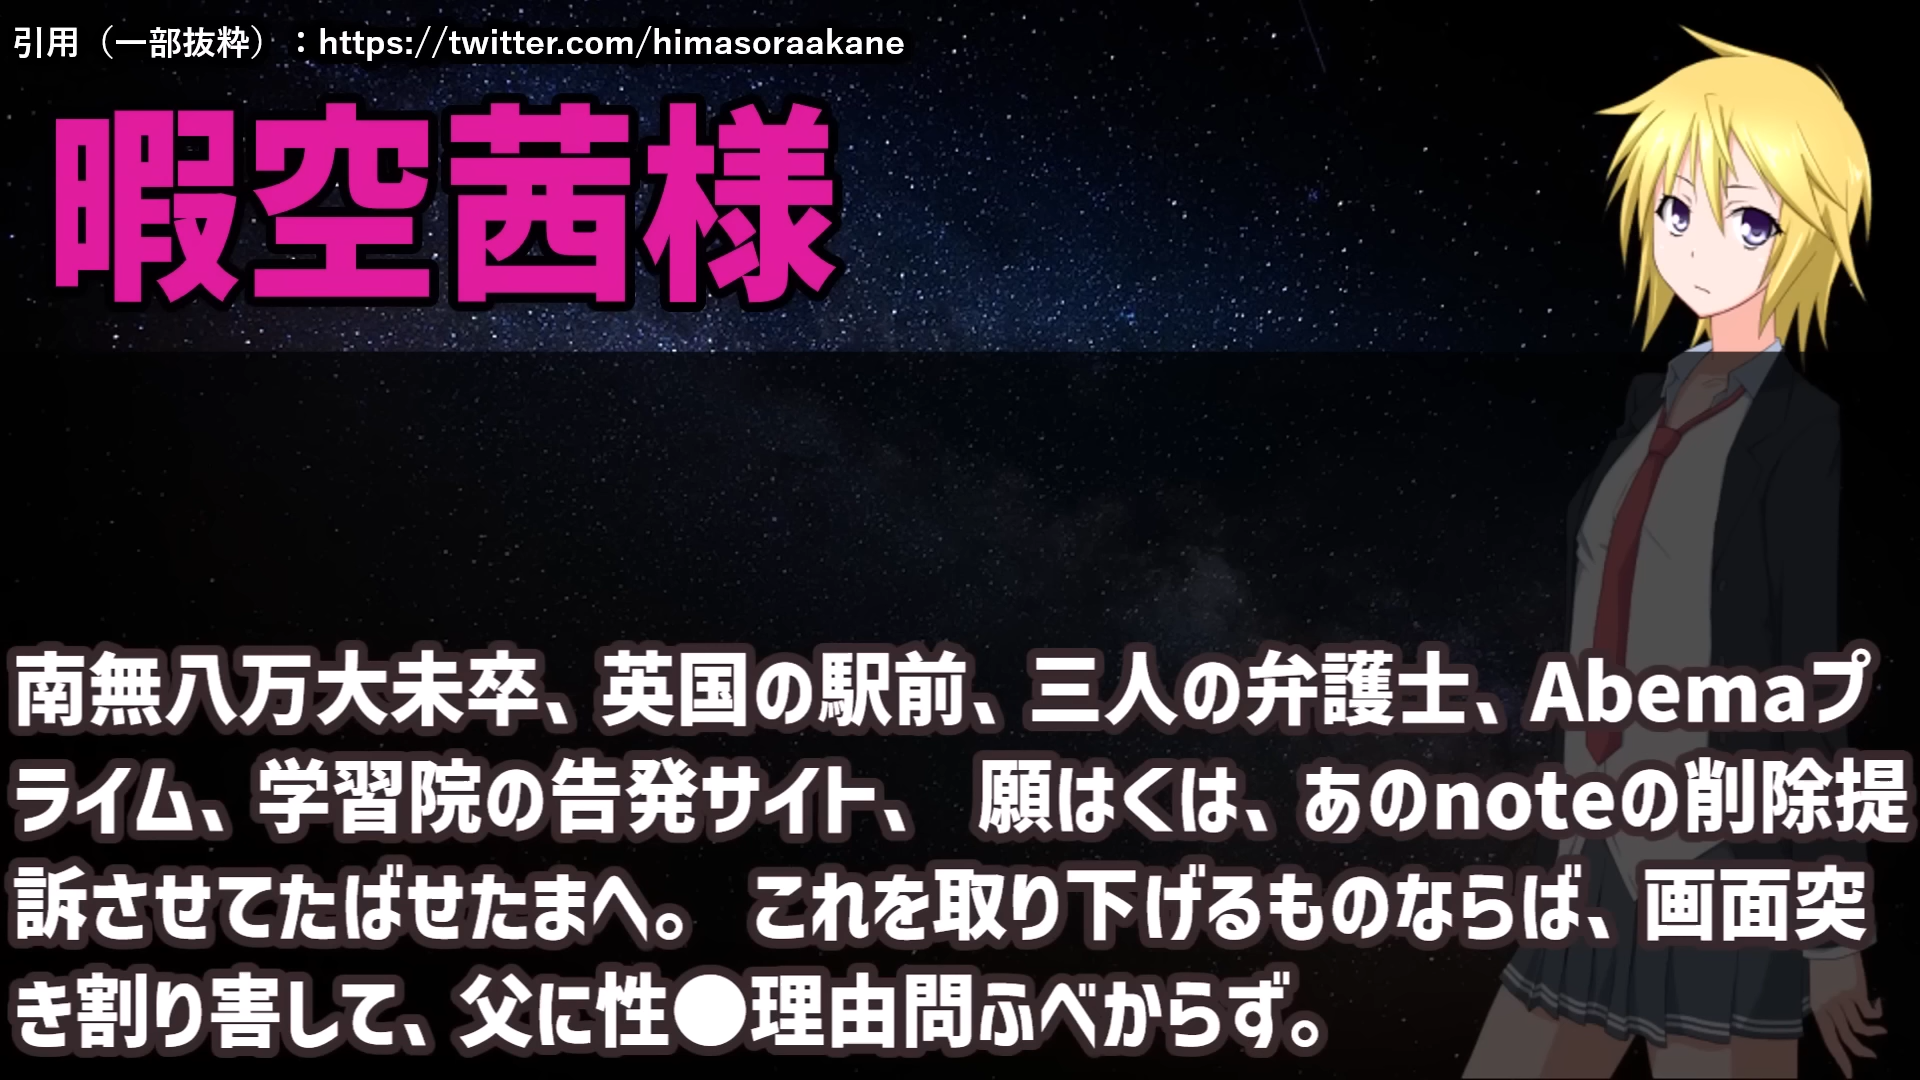 引用（一部抜粋）：https://twitter.com/himasoraakane
暇空茜様
南無八万大未卒、英国の駅前、三人の弁護士、Abemaプ
ライム、学習院の告発サイト、　願はくは、あのnoteの削除提
訴させてたばせたまへ。　これを取り下げるものならば、画面突
き割り害して、父に性●理由問ふべからず。